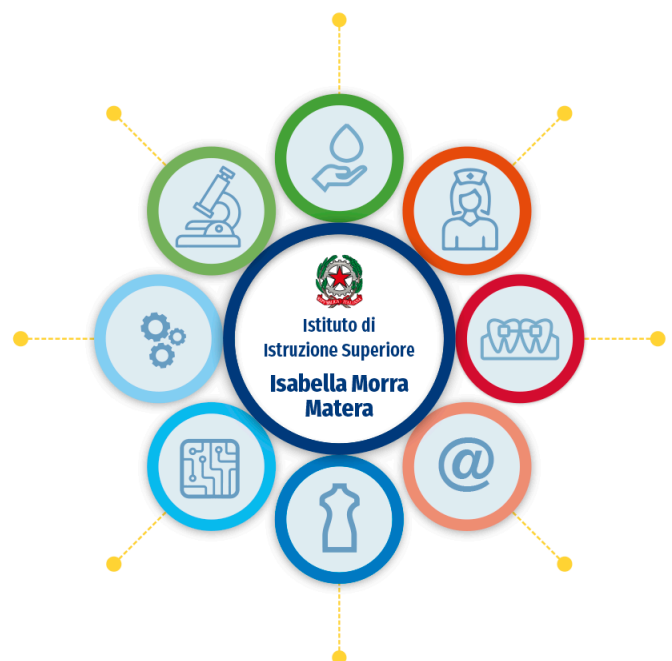 Istituto di
Istruzione Superiore
Isabella Morra
Matera
@